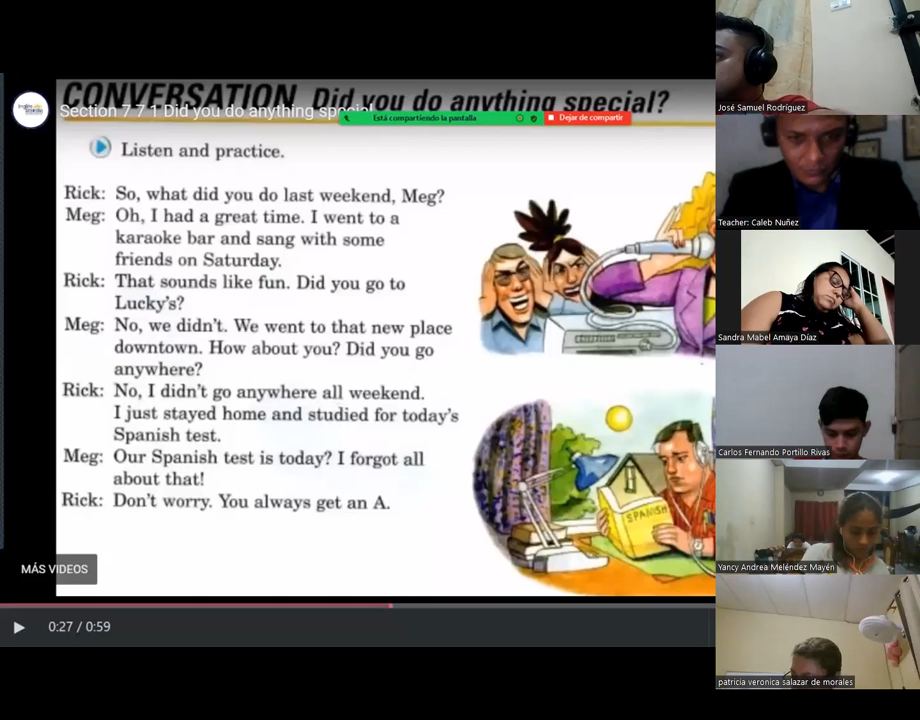 CONVERSATION Did you do anything special?
Section 7 7 1 Did you do anything special
Está compartiendo la pantalla
Dejar de compartir
Listen and practice.
Rick: So, what did you do last weekend, Meg?
Meg: Oh, I had a great time. I went to a
karaoke bar and sang with some
friends on Saturday.
Rick: That sounds like fun. Did you go to
Lucky's?
Meg: No, we didn't. We went to that new place
downtown. How about you? Did you go
anywhere?
Rick: No, I didn't go anywhere all weekend.
I just stayed home and studied for today's
Spanish test.
Meg: Our Spanish test is today? I forgot all
about that!
Rick: Don't worry. You always get an A.
SPANISH
MÁS VIDEOS
0:27 / 0:59
José Samuel Rodríguez
Teacher: Caleb Nuñez
Sandra Mabel Amaya Díaz
Carlos Fernando Portillo Rivas
Yancy Andrea Meléndez Mayén
patricia veronica salazar de morales